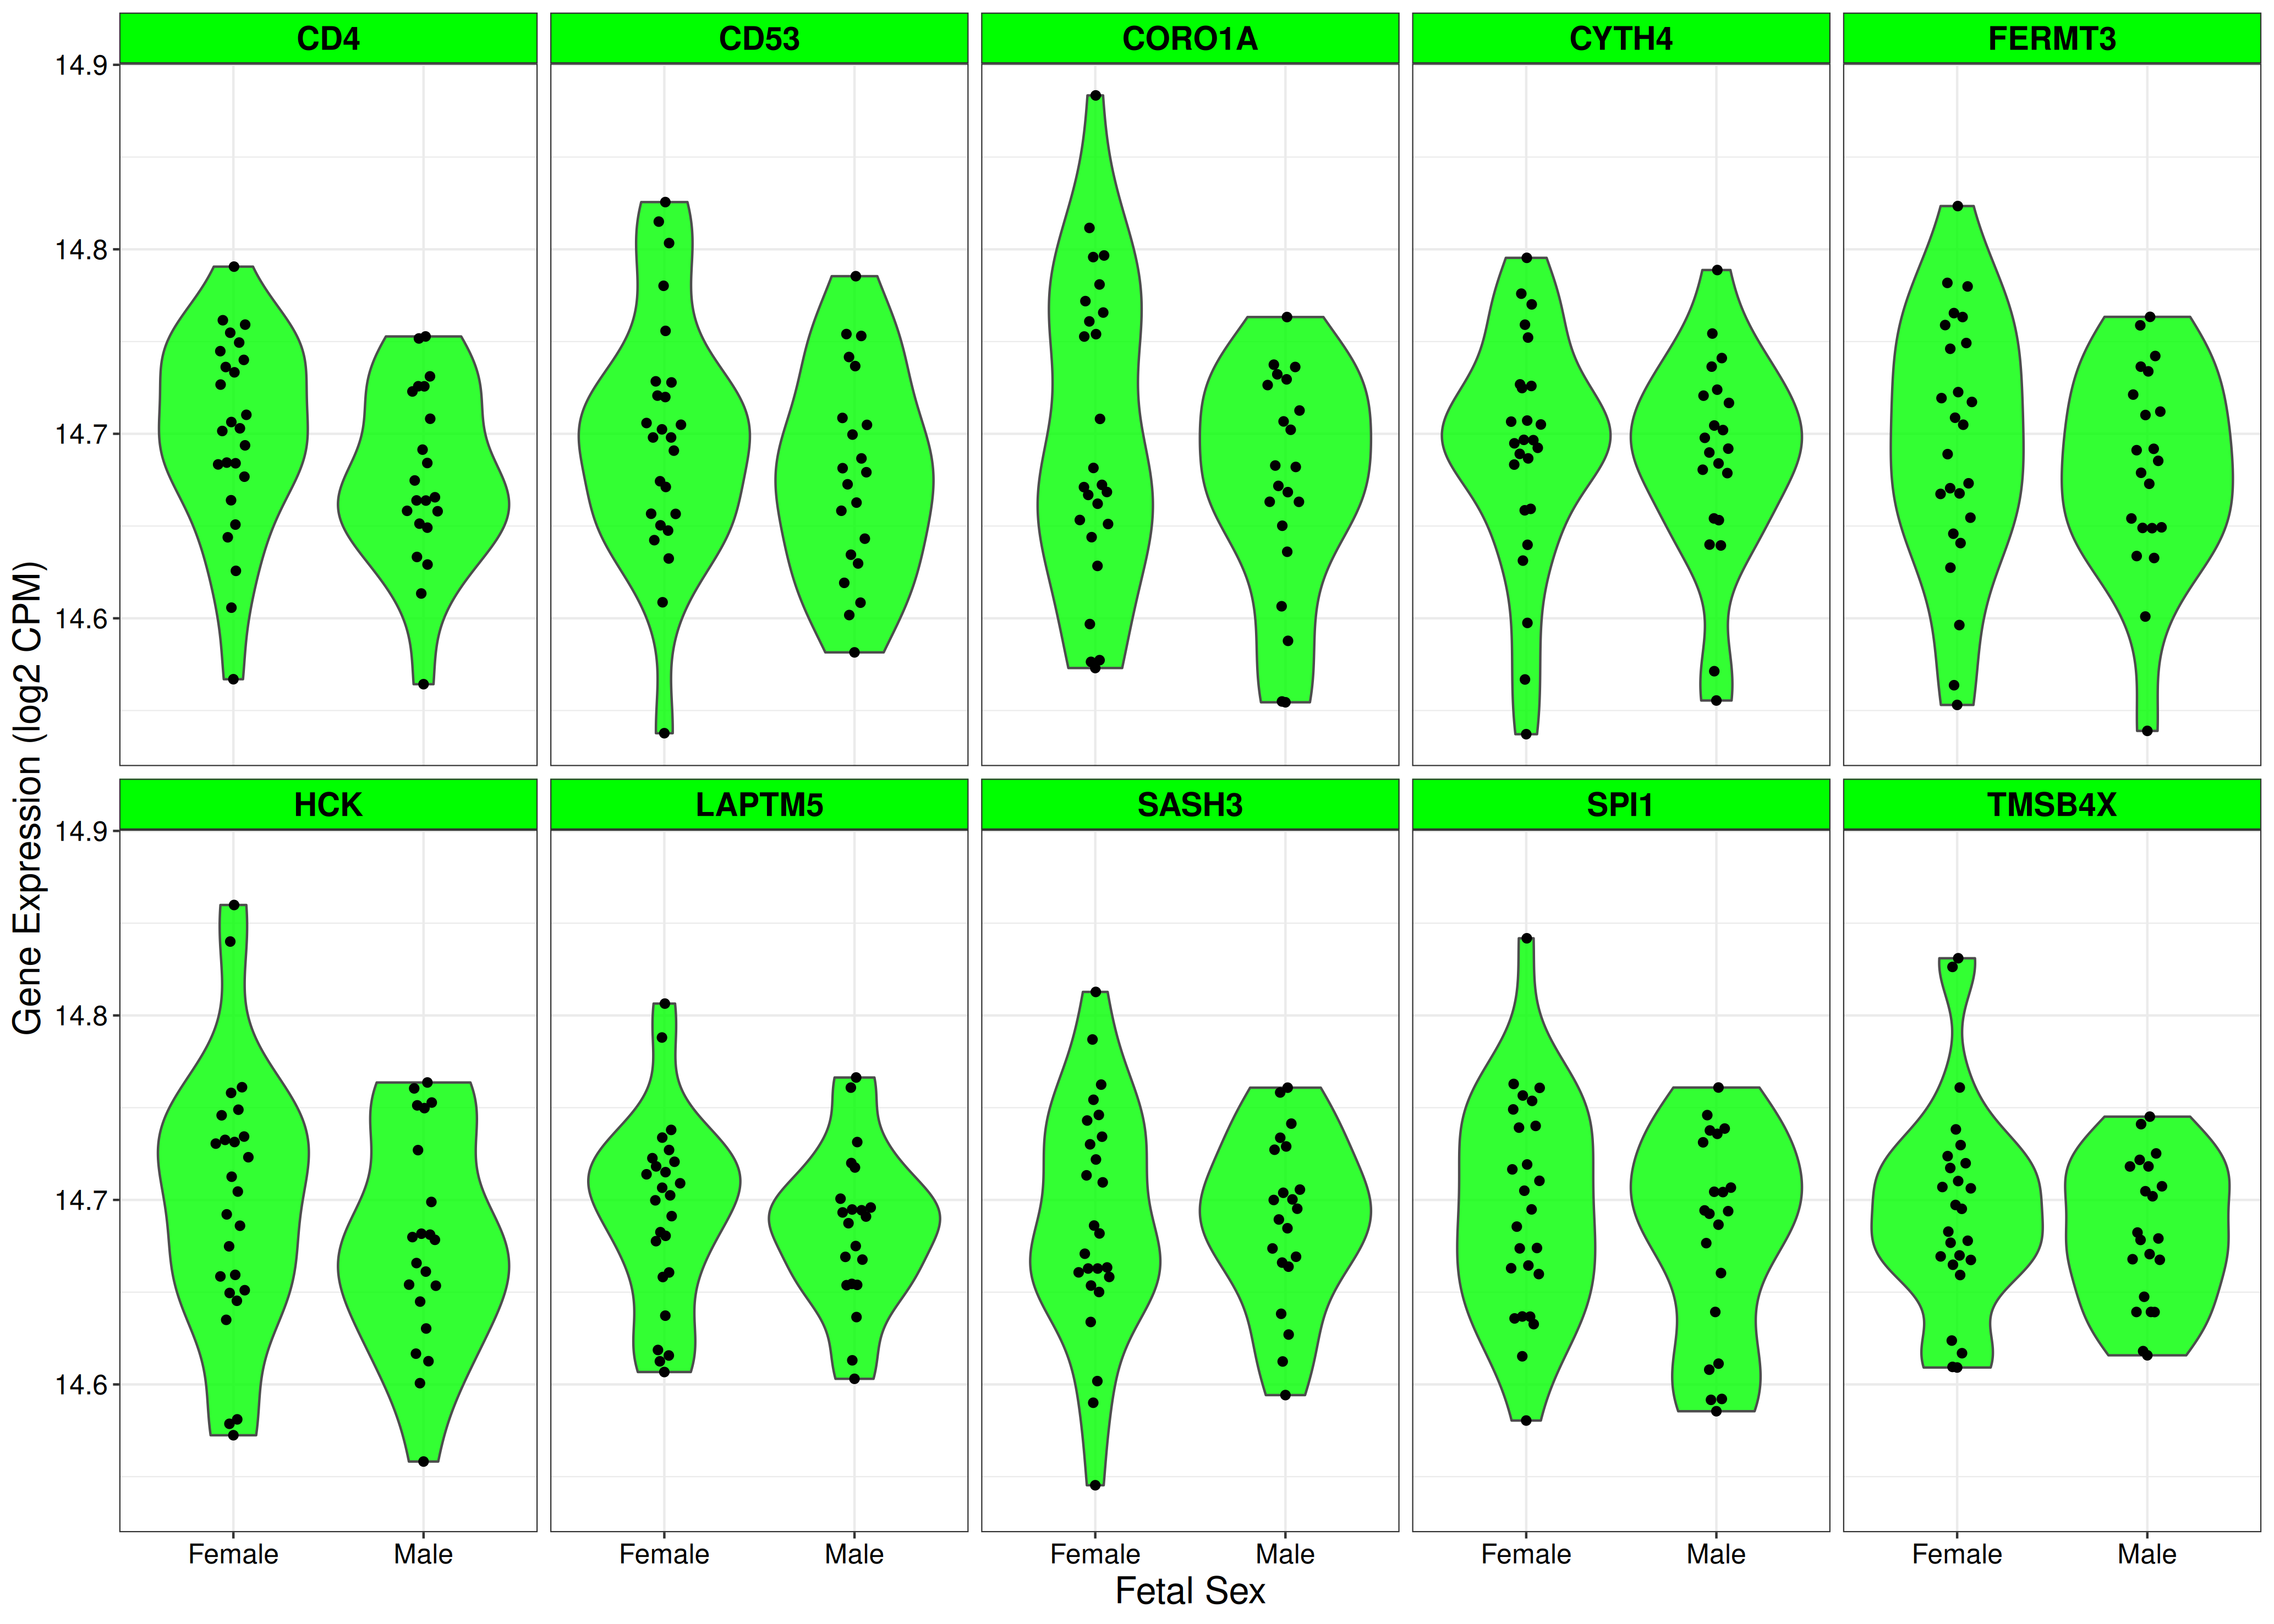 CD4 CD53 CORO1A CYTH4 FERMT3
14.9
14.8
14.7
14.6
Gene Expression (log2 CPM)
HCK LAPTM5 SASH3 SPI1 TMSB4X
14.9
14.8
14.7
14.6
Female Male Female Male Female Male Female Male Female Male
Fetal Sex